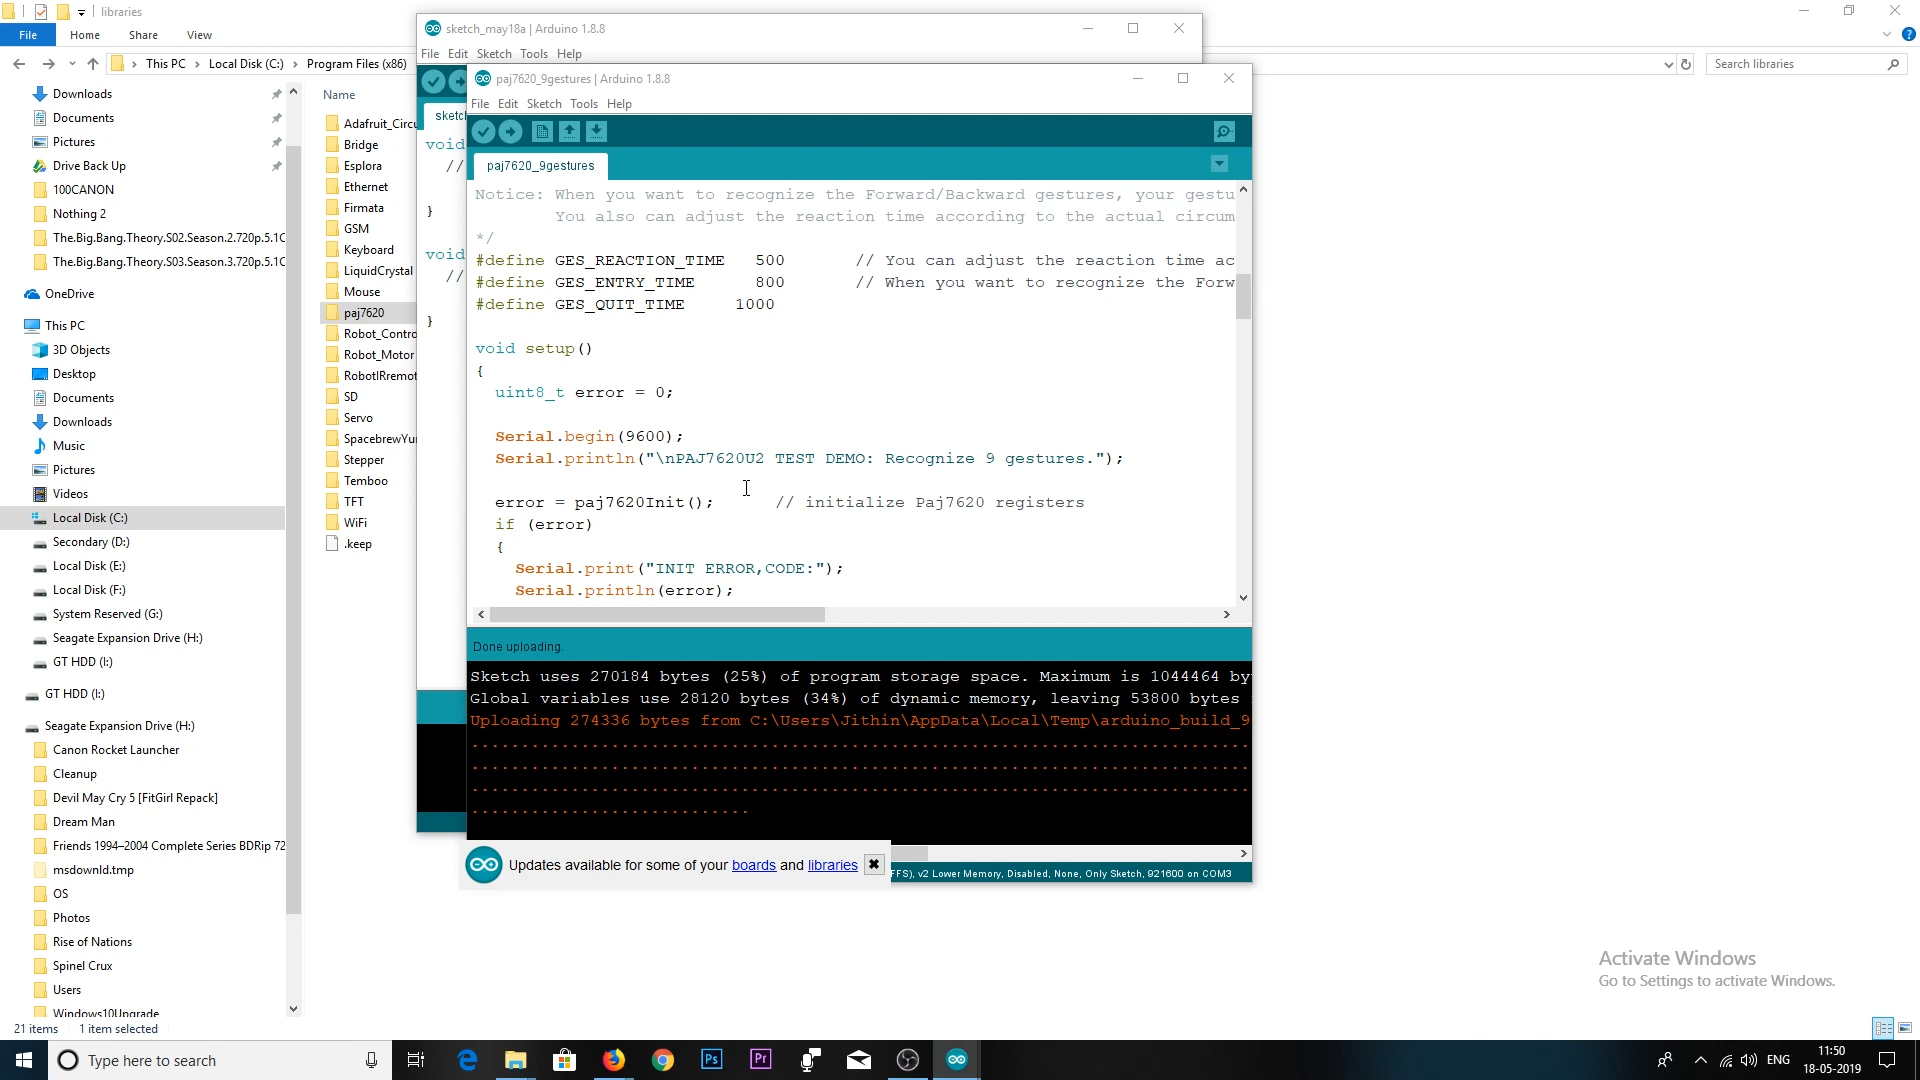 libraries
File
Home
Share
View
This PC
Local Disk (C:)
Program Files (x86)
Search libraries
Downloads
Documents
Pictures
Drive Back Up
100CANON
Nothing 2
The.Big.Bang.Theory.S02.Season.2.720p.5.1C
The.Big.Bang.Theory.S03.Season.3.720p.5.1C
OneDrive
This PC
3D Objects
Desktop
Documents
Downloads
Music
Pictures
Videos
Local Disk (C:)
Secondary (D:)
Local Disk (E:)
Local Disk (F:)
System Reserved (G:)
Seagate Expansion Drive (H:)
GT HDD (I:)
GT HDD (I:)
Seagate Expansion Drive (H:)
Canon Rocket Launcher
Cleanup
Devil May Cry 5 [FitGirl Repack]
Dream Man
Friends 1994–2004 Complete Series BDRip 72
msdownld.tmp
OS
Photos
Rise of Nations
Spinel Crux
Users
Windows10Upgrade
21 items
1 item selected
Name
Adafruit_Circu
Bridge
Esplora
Ethernet
Firmata
GSM
Keyboard
LiquidCrystal
Mouse
paj7620
Robot_Contro
Robot_Motor
RobotIRremot
SD
Servo
SpacebrewYu
Stepper
Temboo
TFT
WiFi
.keep
sketch_may18a | Arduino 1.8.8
File Edit Sketch Tools Help
sketch
void
//
}
void
//
}
paj7620_9gestures | Arduino 1.8.8
File Edit Sketch Tools Help
paj7620_9gestures
Notice: When you want to recognize the Forward/Backward gestures, your gestu
You also can adjust the reaction time according to the actual circum
*/
#define GES_REACTION_TIME 500 // You can adjust the reaction time ac
#define GES_ENTRY_TIME 800 // When you want to recognize the Forw
#define GES_QUIT_TIME 1000
void setup()
{
uint8_t error = 0;
Serial.begin(9600);
Serial.println("\nPAJ7620U2 TEST DEMO: Recognize 9 gestures.");
error = paj7620Init(); // initialize Paj7620 registers
if (error)
{
Serial.print("INIT ERROR,CODE:");
Serial.println(error);
Done uploading.
Sketch uses 270184 bytes (25%) of program storage space. Maximum is 1044464 by
Global variables use 28120 bytes (34%) of dynamic memory, leaving 53800 bytes
Uploading 274336 bytes from C:\Users\Jithin\AppData\Local\Temp\arduino_build_9
Updates available for some of your boards and libraries
FFS), v2 Lower Memory, Disabled, None, Only Sketch, 921600 on COM3
Activate Windows
Go to Settings to activate Windows.
Type here to search
Ps
Pr
ENG
11:50
18-05-2019